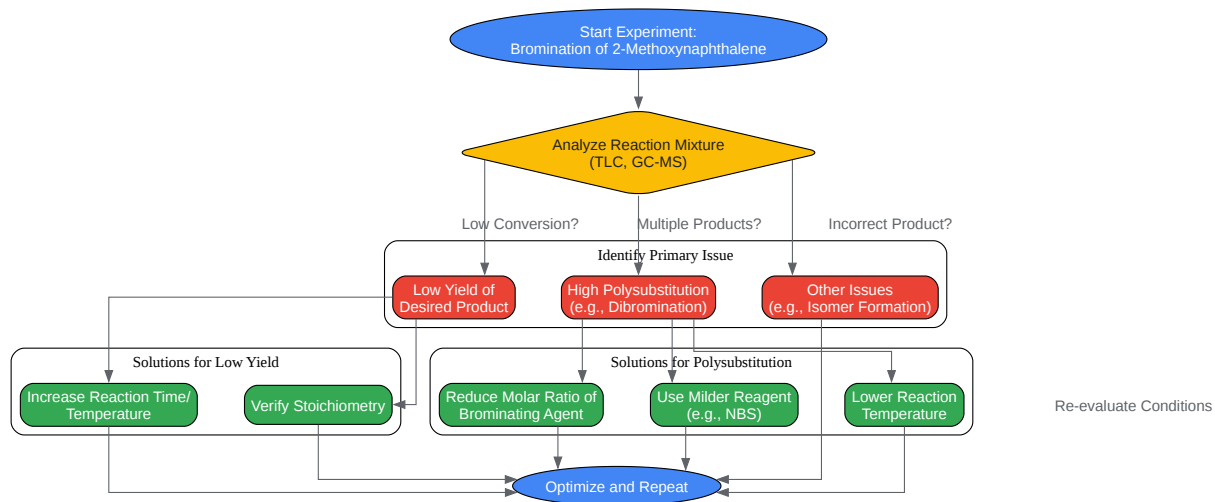 Start Experiment:
Bromination of 2-Methoxynaphthalene
Analyze Reaction Mixture
(TLC, GC-MS)
Low Conversion?
Multiple Products?
Incorrect Product?
Identify Primary Issue
Low Yield of
Desired Product
High Polysubstitution
(e.g., Dibromination)
Other Issues
(e.g., Isomer Formation)
Solutions for Low Yield
Increase Reaction Time/
Temperature
Verify Stoichiometry
Solutions for Polysubstitution
Reduce Molar Ratio of
Brominating Agent
Use Milder Reagent
(e.g., NBS)
Lower Reaction
Temperature
Re-evaluate Conditions
Optimize and Repeat